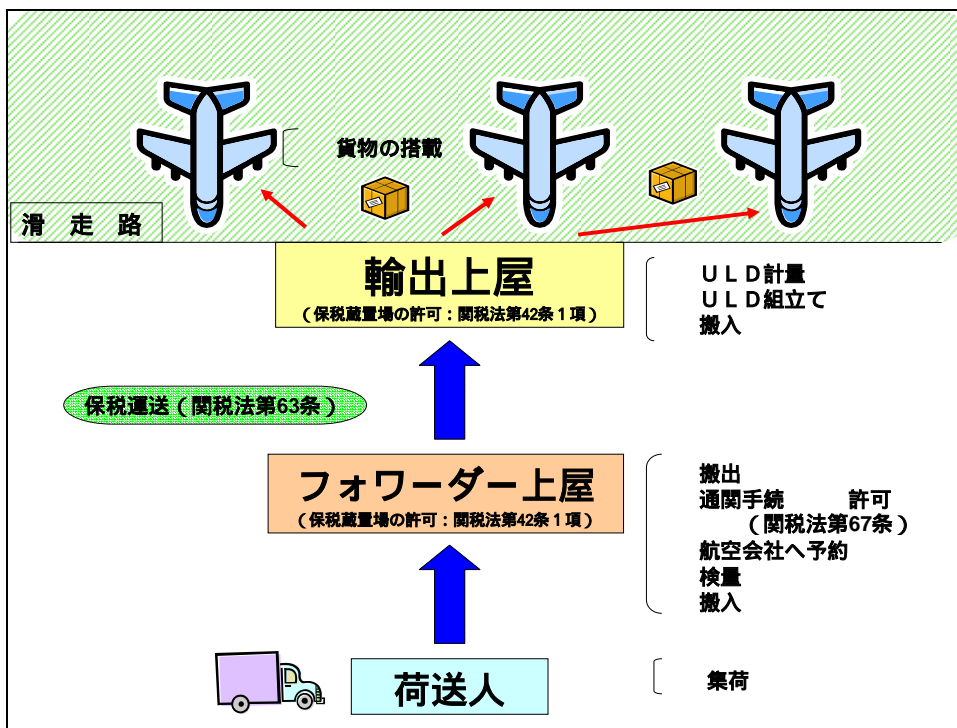 貨物の搭載
滑 走 路
輸出上屋
(保税蔵置場の許可:関税法第42条1項)
ULD計量
ULD組立て
搬入
保税運送(関税法第63条)
フォワーダー上屋
(保税蔵置場の許可:関税法第42条1項)
搬出
通関手続 許可
(関税法第67条)
航空会社へ予約
検量
搬入
荷送人
集荷